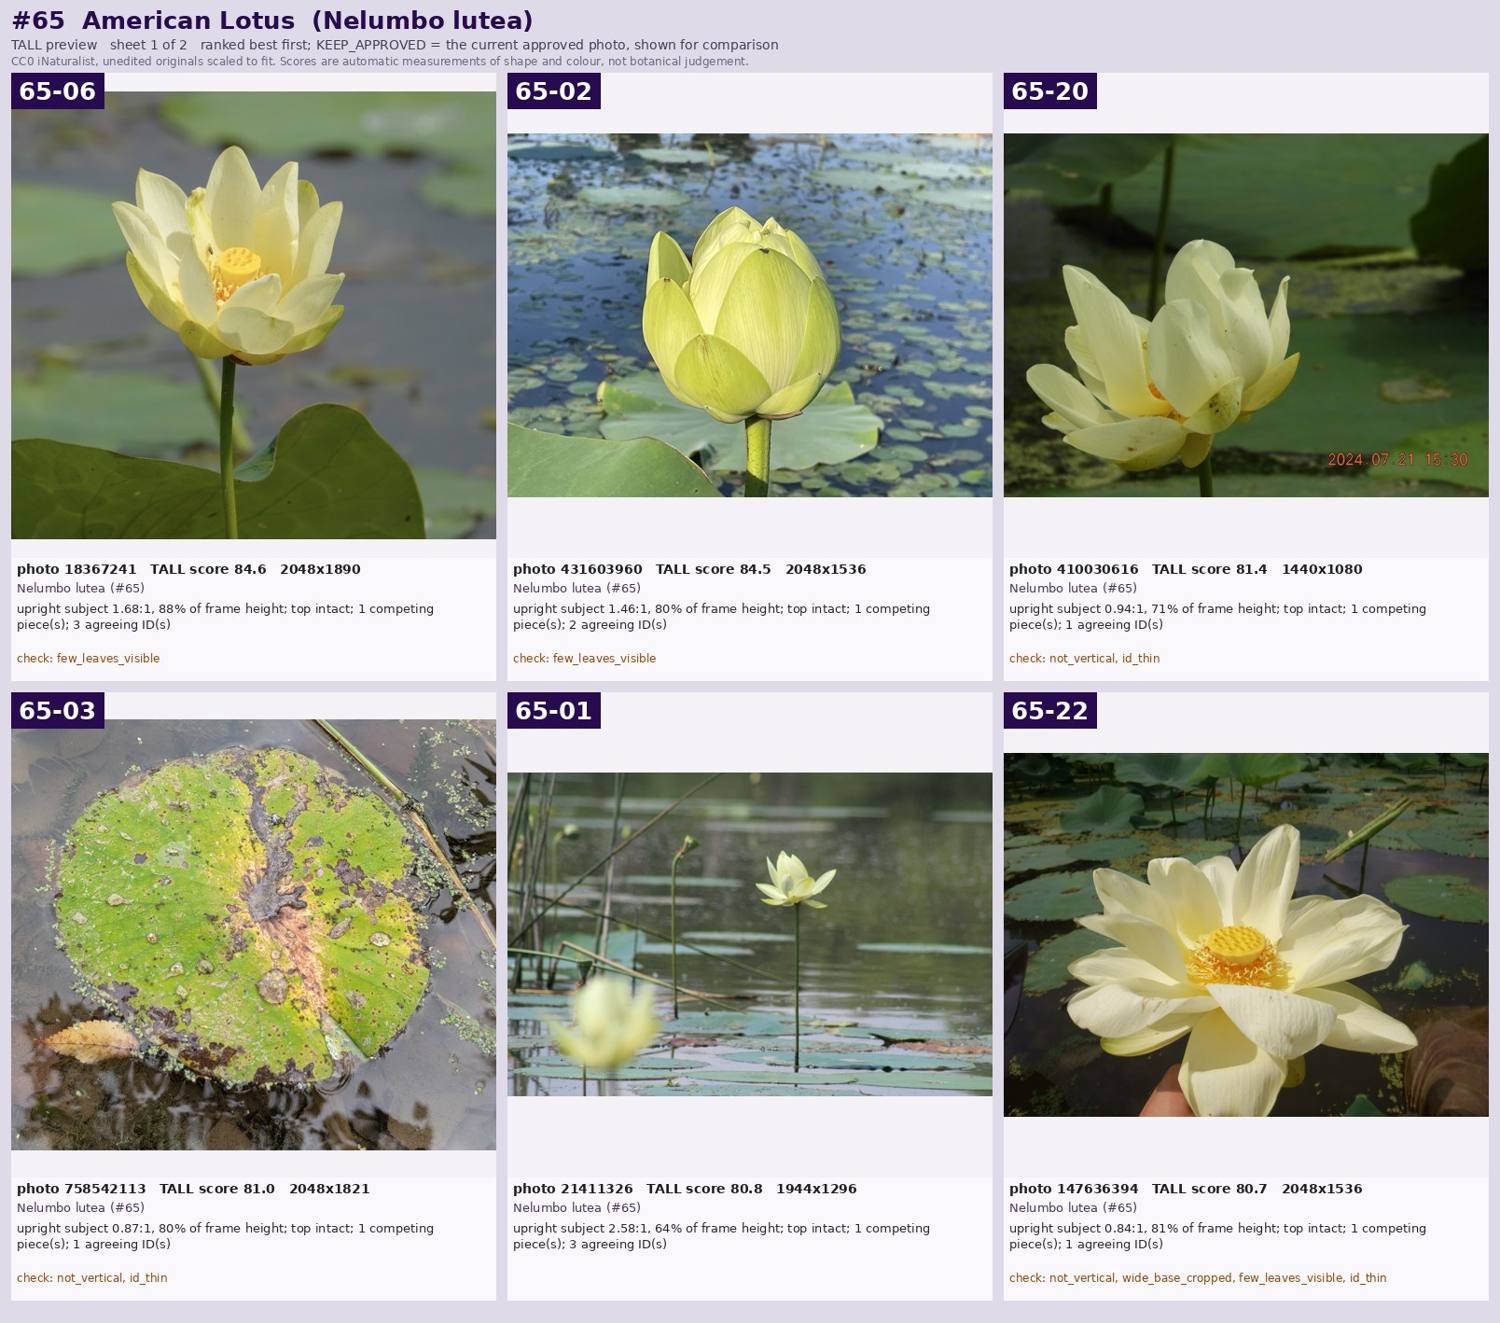 #65 American Lotus (Nelumbo lutea)
TALL preview sheet 1 of 2 ranked best first; KEEP_APPROVED = the current approved photo, shown for comparison
CC0 iNaturalist, unedited originals scaled to fit. Scores are automatic measurements of shape and colour, not botanical judgement.
65-06
65-02
65-20
2024.07.21 15:30
photo 18367241 TALL score 84.6 2048x1890
Nelumbo lutea (#65)
upright subject 1.68:1, 88% of frame height; top intact; 1 competing
piece(s); 3 agreeing ID(s)
check: few_leaves_visible
photo 431603960 TALL score 84.5 2048x1536
Nelumbo lutea (#65)
upright subject 1.46:1, 80% of frame height; top intact; 1 competing
piece(s); 2 agreeing ID(s)
check: few_leaves_visible
photo 410030616 TALL score 81.4 1440x1080
Nelumbo lutea (#65)
upright subject 0.94:1, 71% of frame height; top intact; 1 competing
piece(s); 1 agreeing ID(s)
check: not_vertical, id_thin
65-03
65-01
65-22
photo 758542113 TALL score 81.0 2048x1821
Nelumbo lutea (#65)
upright subject 0.87:1, 80% of frame height; top intact; 1 competing
piece(s); 1 agreeing ID(s)
check: not_vertical, id_thin
photo 21411326 TALL score 80.8 1944x1296
Nelumbo lutea (#65)
upright subject 2.58:1, 64% of frame height; top intact; 1 competing
piece(s); 3 agreeing ID(s)
photo 147636394 TALL score 80.7 2048x1536
Nelumbo lutea (#65)
upright subject 0.84:1, 81% of frame height; top intact; 1 competing
piece(s); 1 agreeing ID(s)
check: not_vertical, wide_base_cropped, few_leaves_visible, id_thin